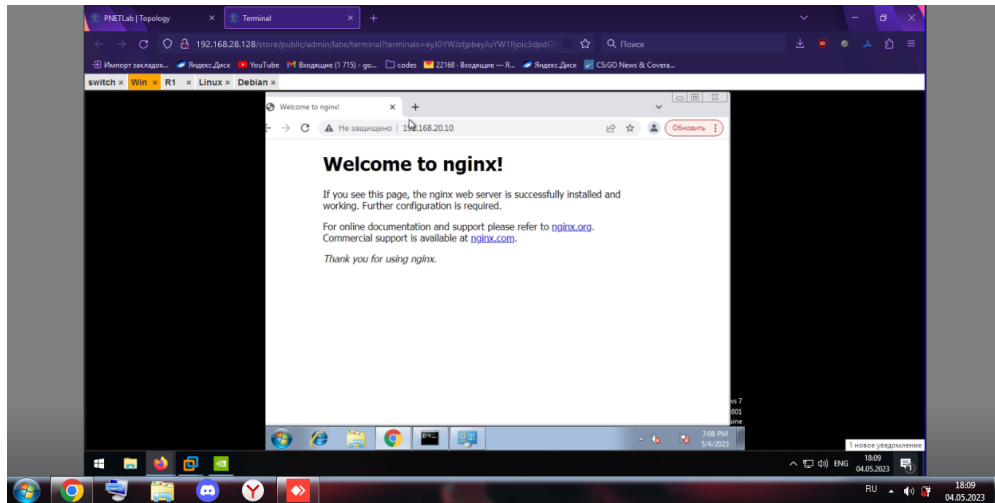 PNETLab | Topology
Terminal
192.168.28.128/store/public/admin/labs/terminal?terminals=
Поиск
Импорт закладок...
Яндекс.Диск
YouTube
Входящие (1 715) - go...
codes
22168 · Входящие — Я...
Яндекс.Диск
CS:GO News & Covera...
switch ×
Win ×
R1 ×
Linux ×
Debian ×
Welcome to nginx!
Не защищено
192.168.20.10
Обновить
Welcome to nginx!
If you see this page, the nginx web server is successfully installed and
working. Further configuration is required.
For online documentation and support please refer to nginx.org.
Commercial support is available at nginx.com.
Thank you for using nginx.
7:08 PM
5/4/2023
1 новое уведомление
ENG
18:09
04.05.2023
RU
18:09
04.05.2023